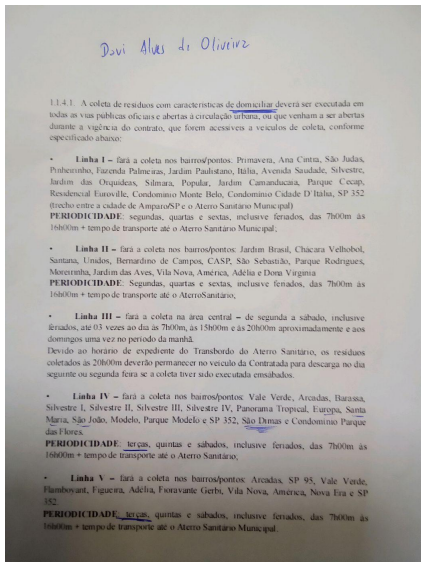 Davi Alves de Oliveira
1.1.4.1. A coleta de resíduos com características de domiciliar deverá ser executada em
todas as vias públicas oficiais e abertas à circulação urbana, ou que venham a ser abertas
durante a vigência do contrato, que forem acessíveis a veículos de coleta, conforme
especificado abaixo:
• Linha I – fará a coleta nos bairros/pontos: Primavera, Ana Cintra, São Judas,
Pinheirinho, Fazenda Palmeiras, Jardim Paulistano, Itália, Avenida Saudade, Silvestre,
Jardim das Orquídeas, Silmara, Popular, Jardim Camanducaia, Parque Cecap,
Residencial Euroville, Condomínio Monte Belo, Condomínio Cidade D´Itália, SP 352
(trecho entre a cidade de Amparo/SP e o Aterro Sanitário Municipal)
PERIODICIDADE: segundas, quartas e sextas, inclusive feriados, das 7h00m ás
16h00m + tempo de transporte até o Aterro Sanitário Municipal;
• Linha II – fará a coleta nos bairros/pontos: Jardim Brasil, Chácara Velhobol,
Santana, Unidos, Bernardino de Campos, CASP, São Sebastião, Parque Rodrigues,
Moreirinha, Jardim das Aves, Vila Nova, América, Adélia e Dona Virginia
PERIODICIDADE: Segundas, quartas e sextas, inclusive feriados, das 7h00m ás
16h00m + tempo de transporte até o AterroSanitário,
• Linha III – fará a coleta na área central – de segunda a sábado, inclusive
feriados, até 03 vezes ao dia ás 7h00m, ás 15h00m e ás 20h00m aproximadamente e aos
domingos uma vez no período da manhã.
Devido ao horário de expediente do Transbordo do Aterro Sanitário, os resíduos
coletados ás 20h00m deverão permanecer no veículo da Contratada para descarga no dia
seguinte ou segunda feira se a coleta tiver sido executada emsábados.
• Linha IV – fará a coleta nos bairros/pontos: Vale Verde, Arcadas, Barassa,
Silvestre I, Silvestre II, Silvestre III, Silvestre IV, Panorama Tropical, Europa, Santa
Maria, São João, Modelo, Parque Modelo e SP 352, São Dimas e Condomínio Parque
das Flores.
PERIODICIDADE: terças, quintas e sábados, inclusive feriados, das 7h00m ás
16h00m + tempo de transporte até o Aterro Sanitário,
• Linha V – fará a coleta nos bairros/pontos: Arcadas, SP 95, Vale Verde,
Flamboyant, Figueira, Adélia, Fioravante Gerbi, Vila Nova, América, Nova Era e SP
352.
PERIODICIDADE: terças, quintas e sábados, inclusive feriados, das 7h00m ás
16h00m + tempo de transporte até o Aterro Sanitário Municipal.